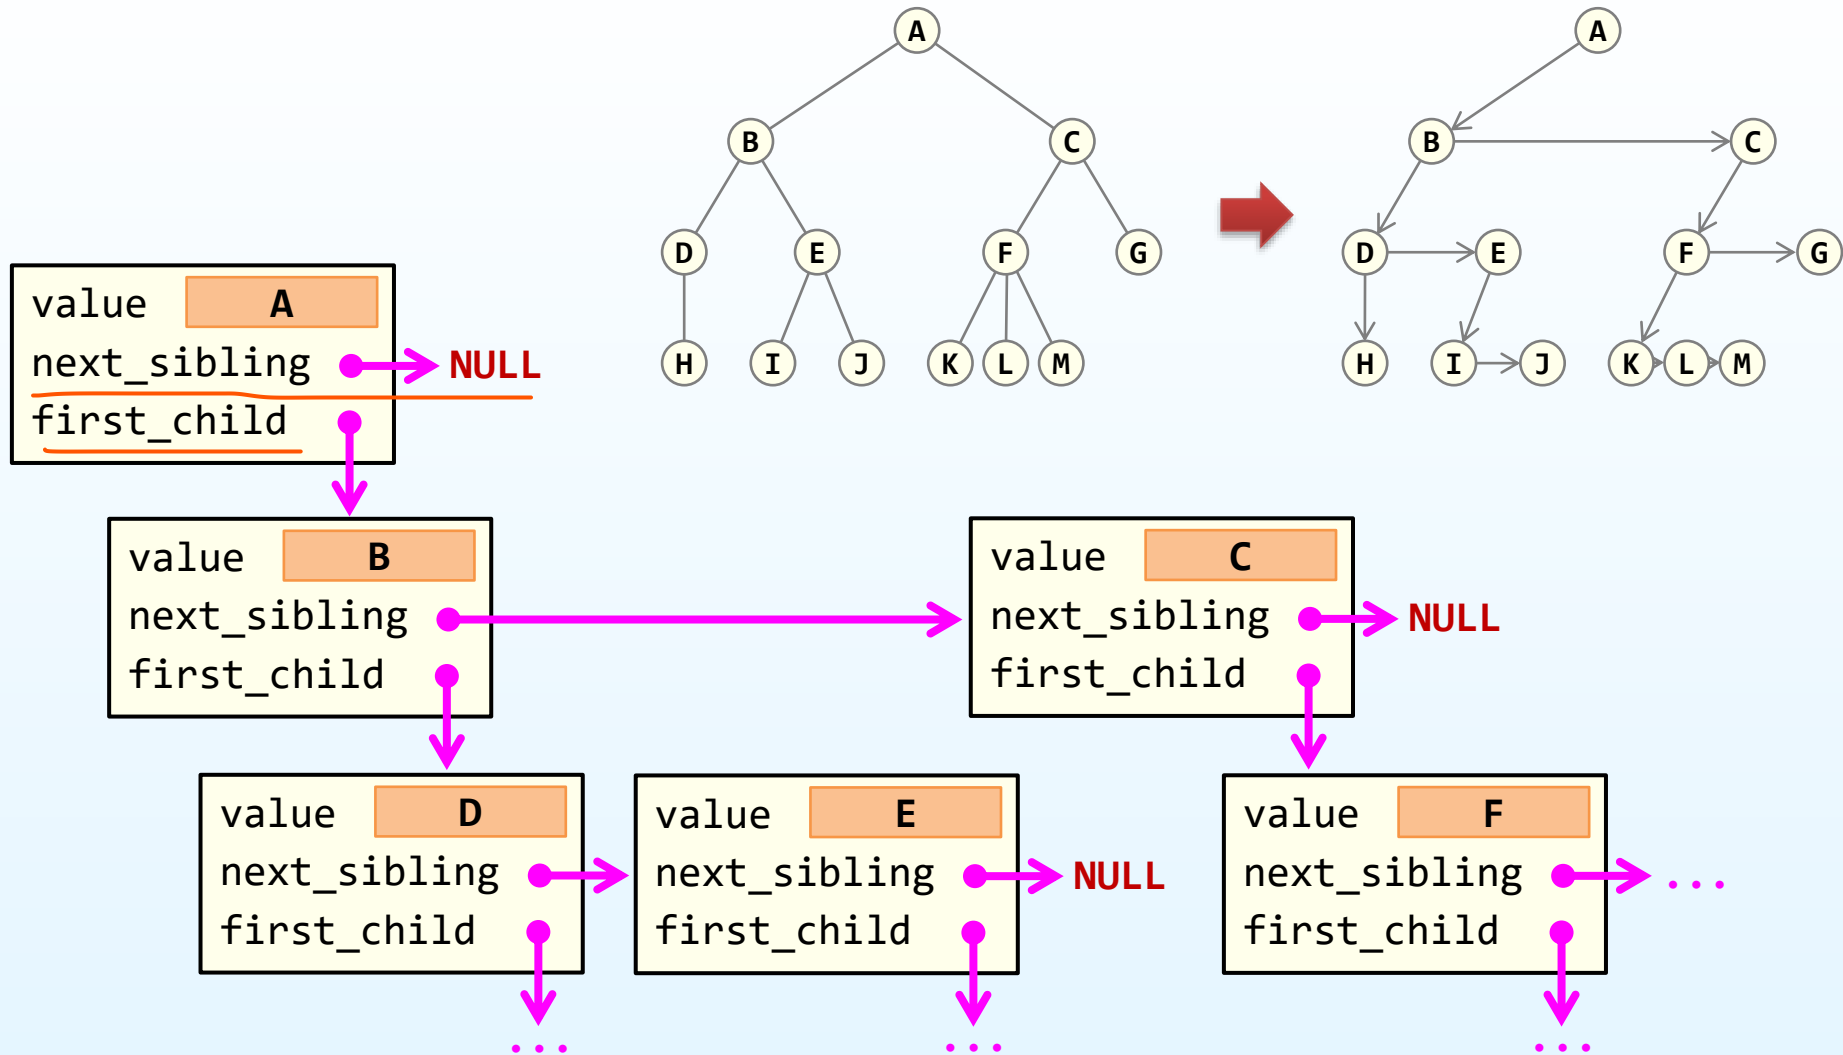 A
A
B
C
B
C
D
E
F
G
D
E
F
G
H
I
J
K
L
M
H
I
J
K
L
M
value A
next_sibling NULL
first_child
value B
next_sibling
first_child
value C
next_sibling NULL
first_child
value D
next_sibling
first_child
...
value E
next_sibling NULL
first_child
...
value F
next_sibling ...
first_child
...